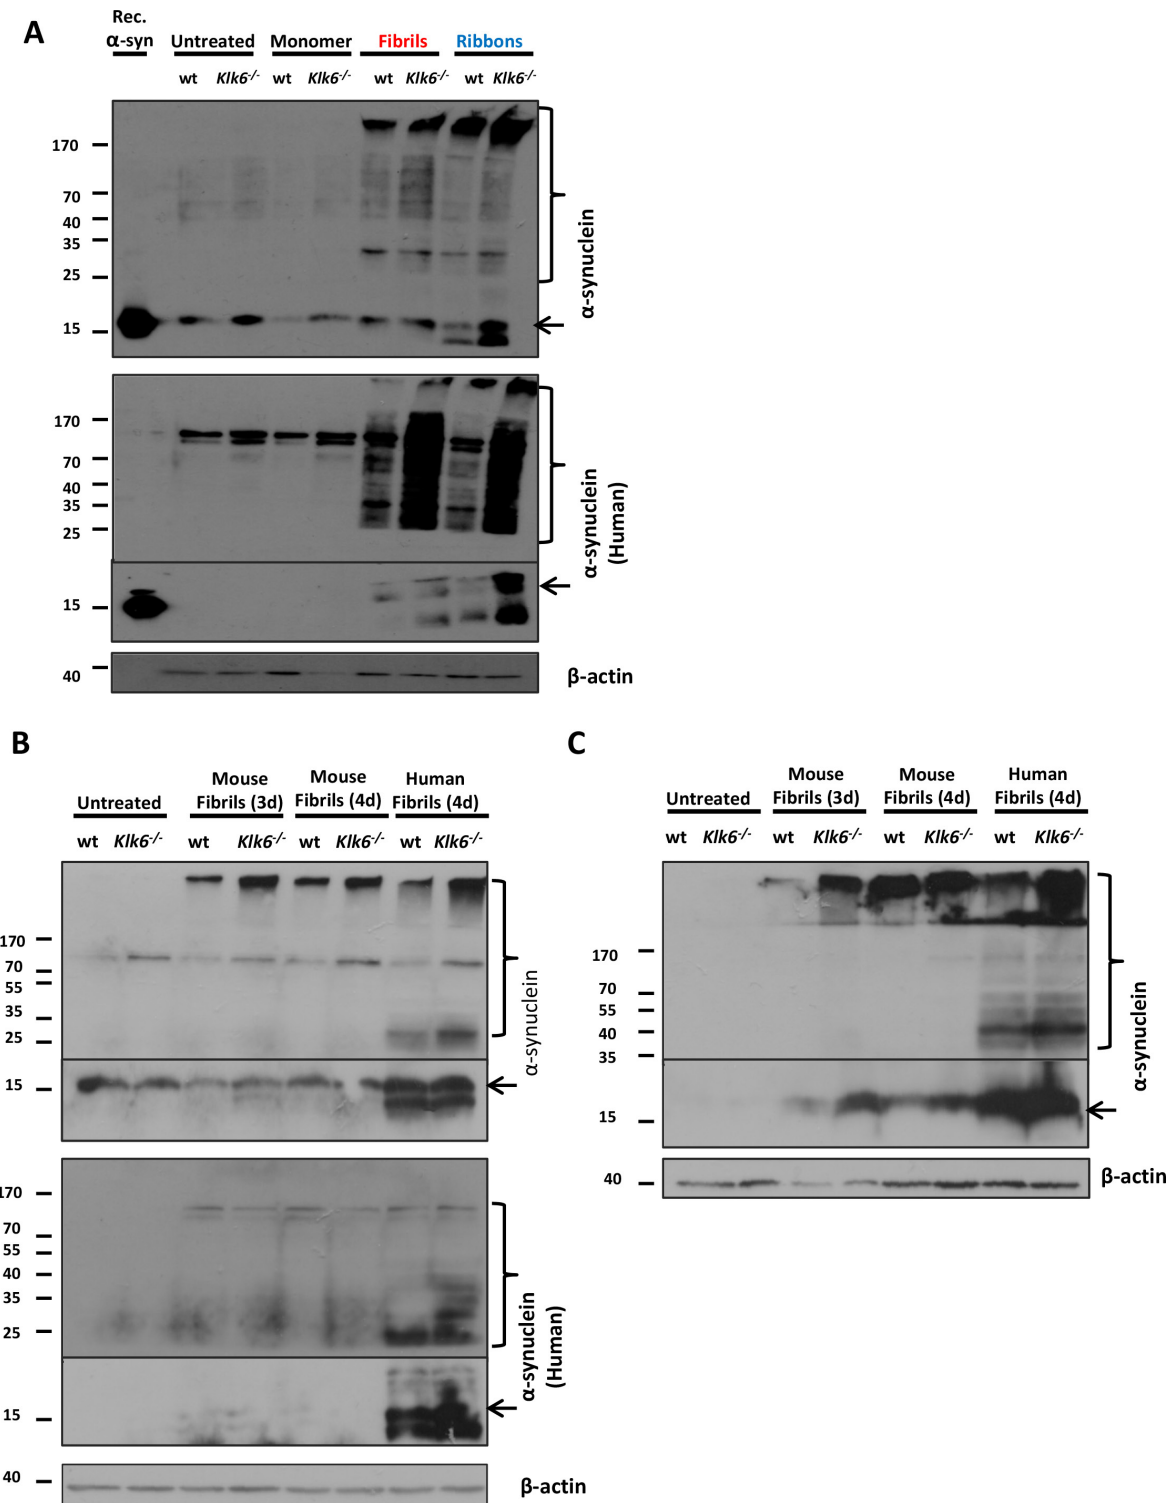 A
Rec.
α-syn Untreated Monomer Fibrils Ribbons
wt Klk6-/- wt Klk6-/- wt Klk6-/- wt Klk6-/-
170
70
40
35
25
15
α-synuclein
170
70
40
35
25
15
α-synuclein
(Human)
40
β-actin
B
Untreated
Mouse
Fibrils (3d)
Mouse
Fibrils (4d)
Human
Fibrils (4d)
wt Klk6-/- wt Klk6-/- wt Klk6-/- wt Klk6-/-
170
70
55
35
25
15
α-synuclein
170
70
55
40
35
25
15
α-synuclein
(Human)
40
β-actin
C
Untreated
Mouse
Fibrils (3d)
Mouse
Fibrils (4d)
Human
Fibrils (4d)
wt Klk6-/- wt Klk6-/- wt Klk6-/- wt Klk6-/-
170
70
55
40
35
15
α-synuclein
40
β-actin